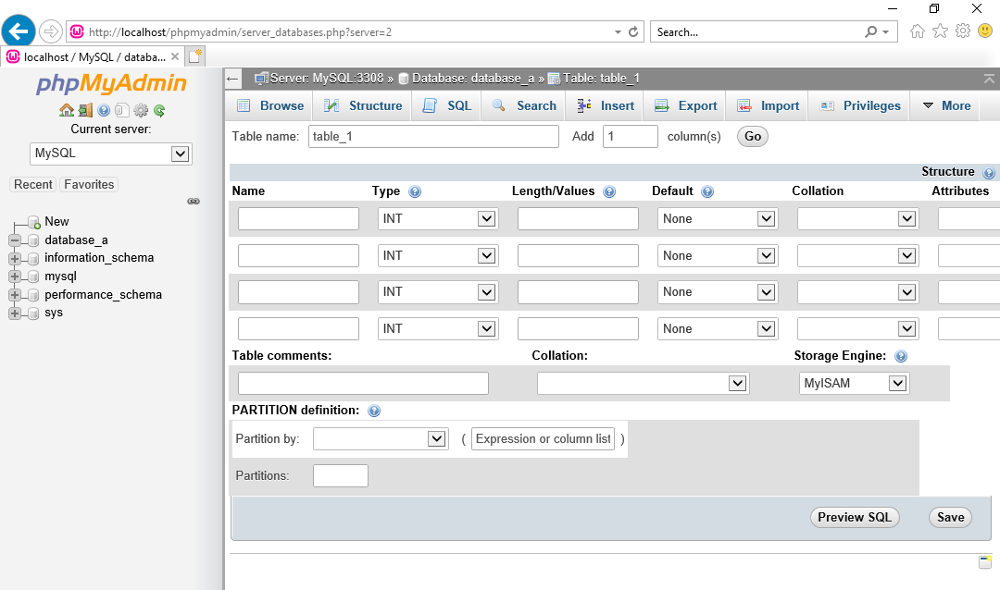 http://localhost/phpmyadmin/server_databases.php?server=2
Search...
localhost / MySQL / databa...
phpMyAdmin
Current server:
MySQL
Recent Favorites
New
database_a
information_schema
mysql
performance_schema
sys
Server: MySQL:3308 » Database: database_a » Table: table_1
Browse Structure SQL Search Insert Export Import Privileges More
Table name: table_1 Add 1 column(s) Go
Structure
Name Type Length/Values Default Collation Attributes
INT None
INT None
INT None
INT None
Table comments: Collation: Storage Engine:
MyISAM
PARTITION definition:
Partition by: ( Expression or column list )
Partitions:
Preview SQL Save